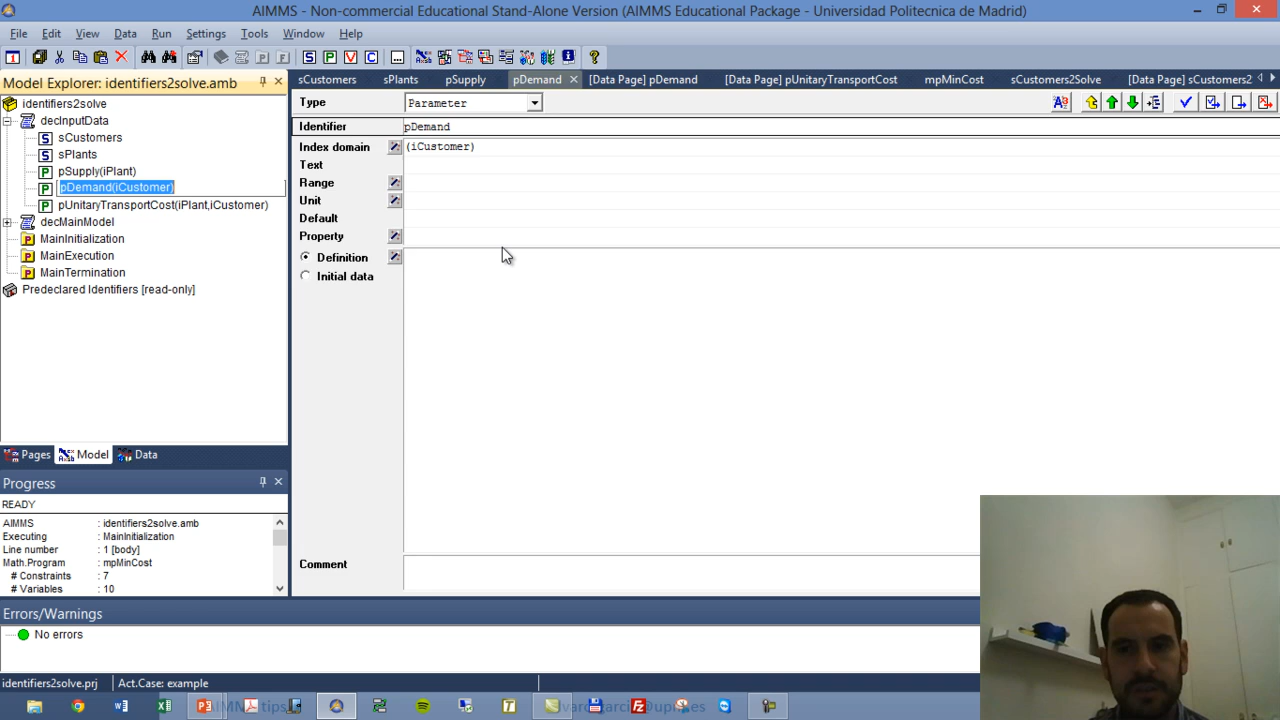 AIMMS - Non-commercial Educational Stand-Alone Version (AIMMS Educational Package - Universidad Politecnica de Madrid)
File Edit View Data Run Settings Tools Window Help
Model Explorer: identifiers2solve.amb
sCustomers sPlants pSupply pDemand [Data Page] pDemand [Data Page] pUnitaryTransportCost mpMinCost sCustomers2Solve [Data Page] sCustomers2
identifiers2solve
decInputData
S sCustomers
S sPlants
P pSupply(iPlant)
P pDemand(iCustomer)
P pUnitaryTransportCost(iPlant,iCustomer)
decMainModel
P MainInitialization
P MainExecution
P MainTermination
Predeclared Identifiers [read-only]
Type Parameter
Identifier pDemand
Index domain (iCustomer)
Text
Range
Unit
Default
Property
Definition
Initial data
Comment
Pages Model Data
Progress
READY
AIMMS : identifiers2solve.amb
Executing : MainInitialization
Line number : 1 [body]
Math.Program : mpMinCost
# Constraints : 7
# Variables : 10
Errors/Warnings
No errors
identifiers2solve.prj Act.Case: example